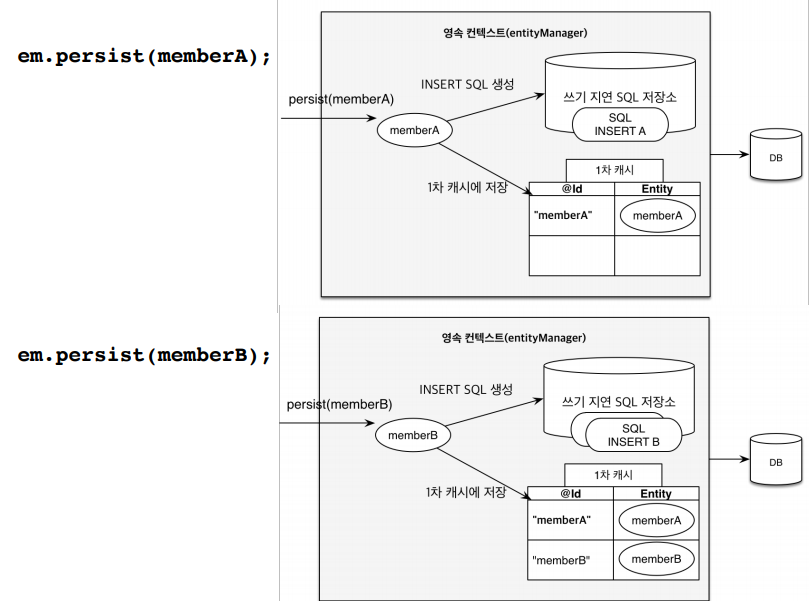 em.persist(memberA);
영속 컨텍스트(entityManager)
INSERT SQL 생성
쓰기 지연 SQL 저장소
persist(memberA)
SQL
INSERT A
memberA
DB
1차 캐시
1차 캐시에 저장
@Id
Entity
"memberA"
memberA
em.persist(memberB);
영속 컨텍스트(entityManager)
INSERT SQL 생성
쓰기 지연 SQL 저장소
persist(memberB)
SQL
INSERT B
memberB
DB
1차 캐시
1차 캐시에 저장
@Id
Entity
"memberA"
memberA
"memberB"
memberB